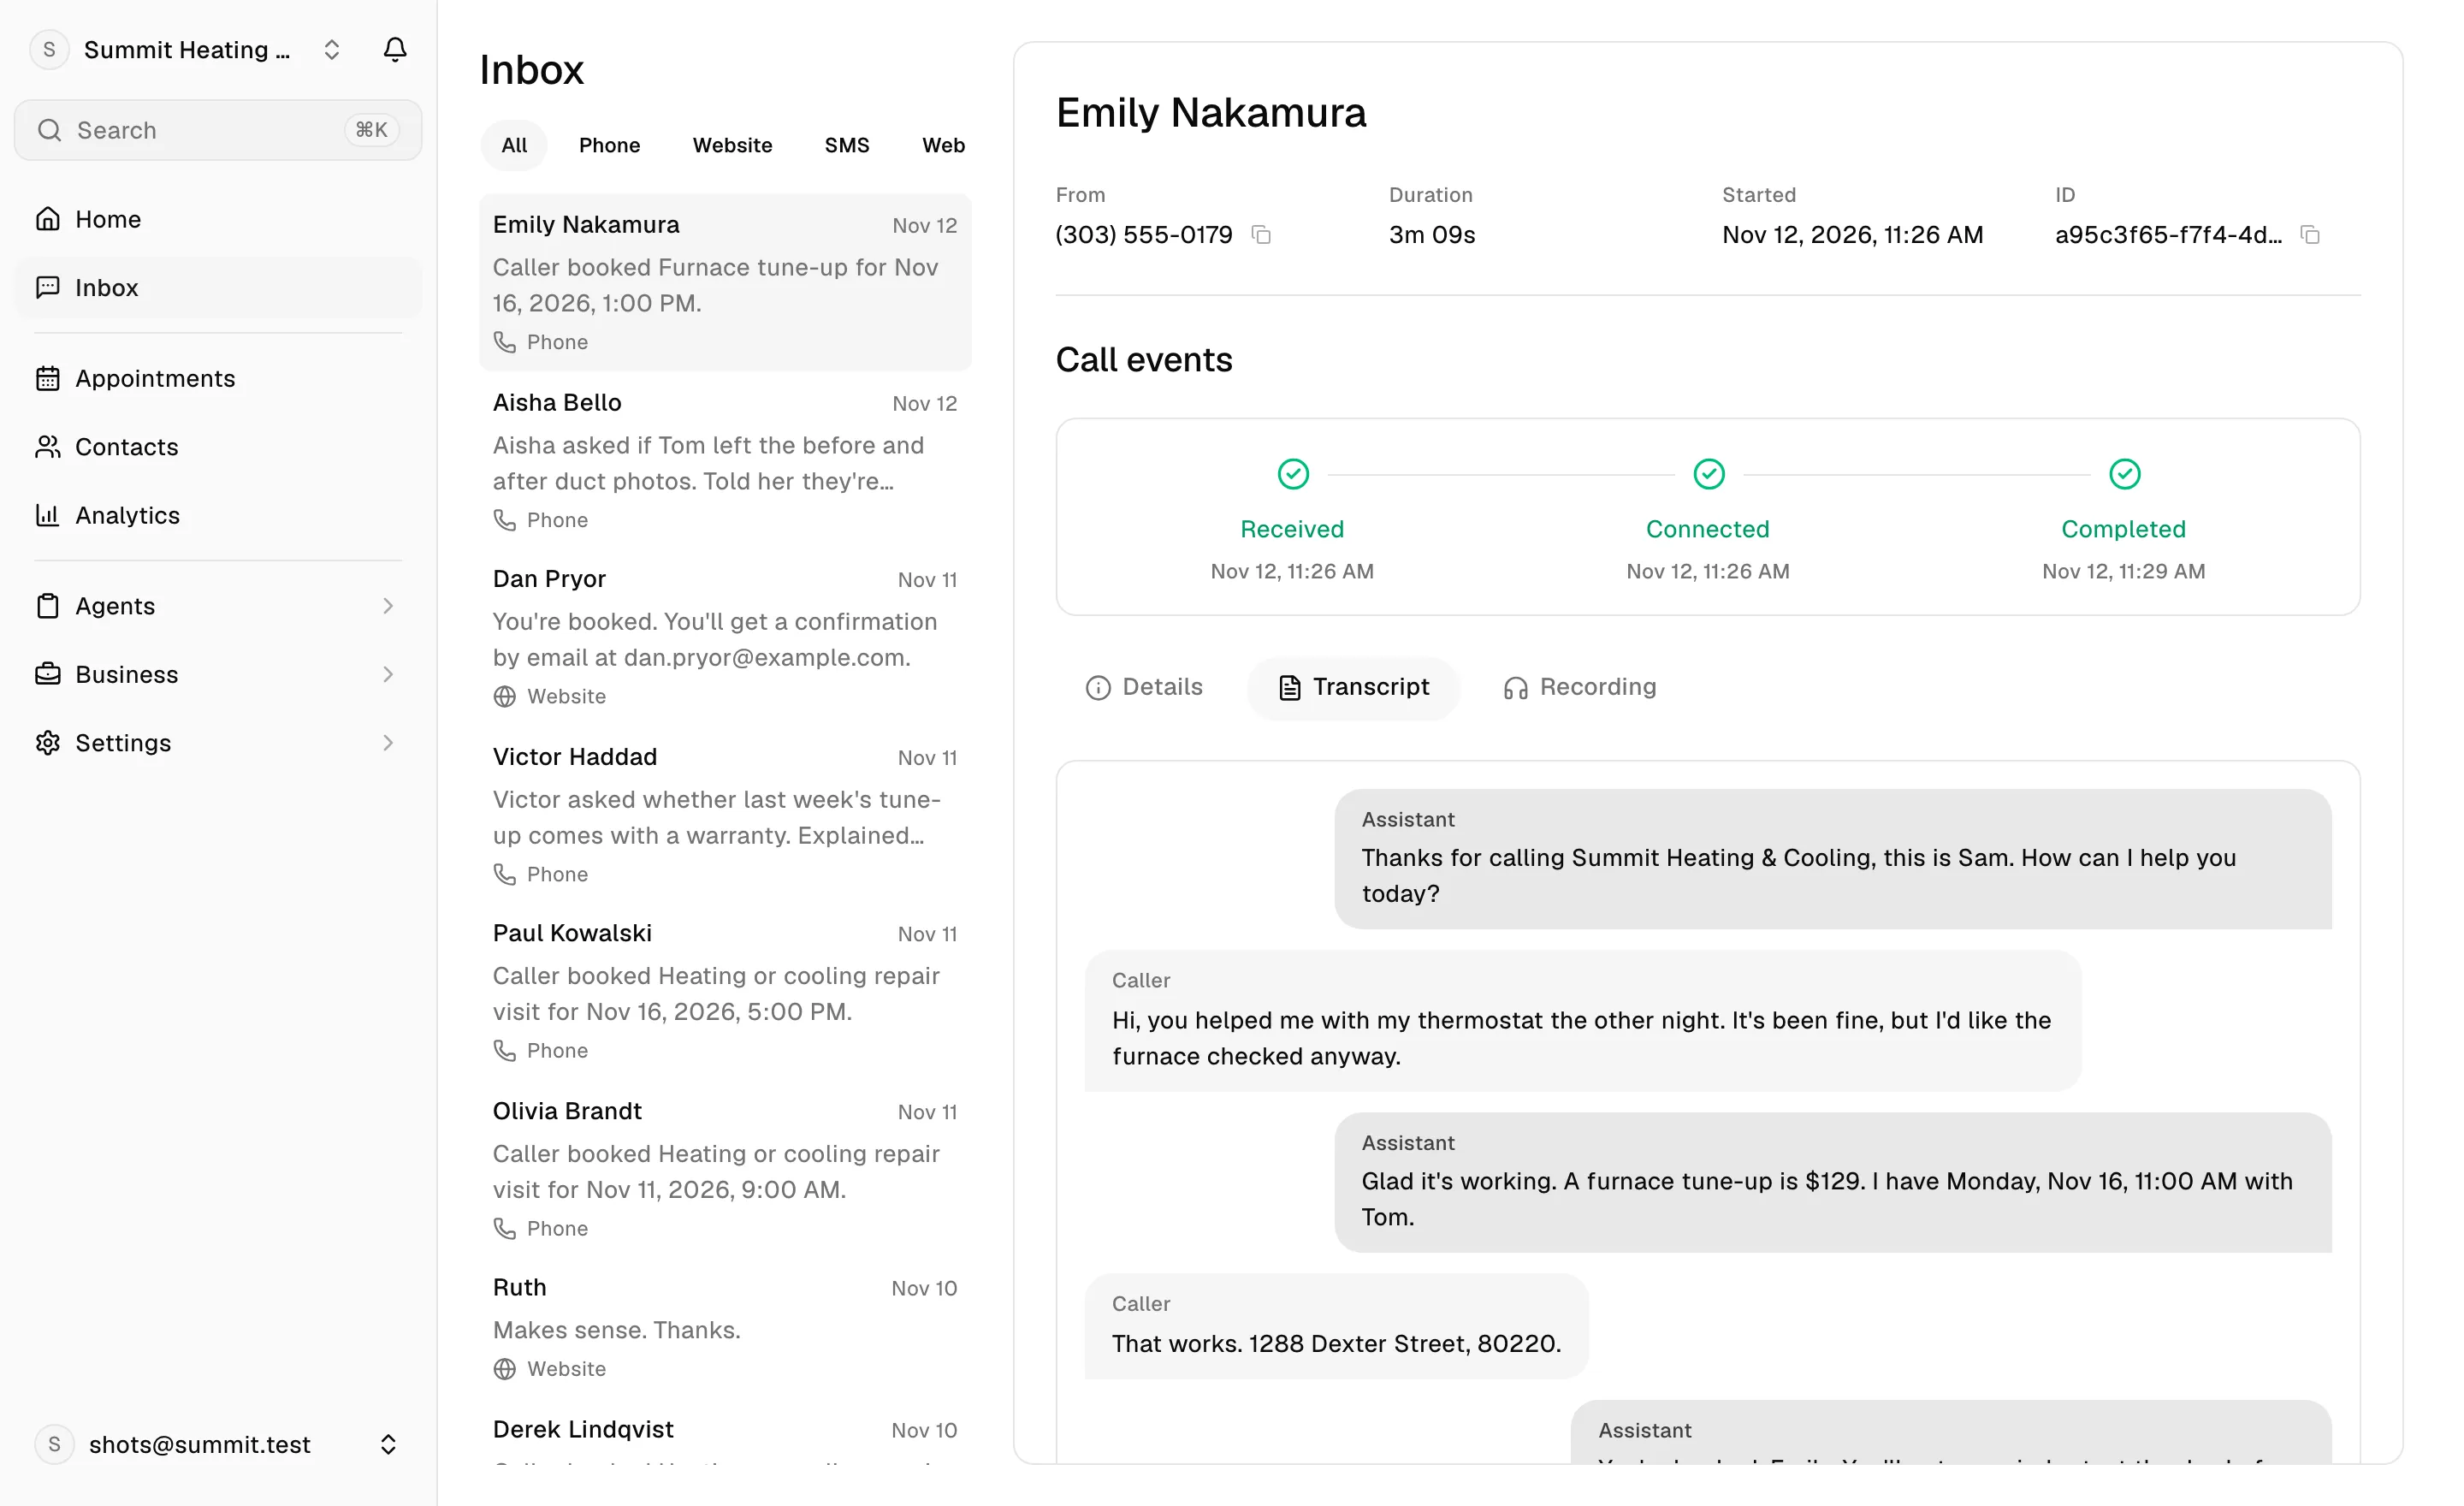 S
Summit Heating ...
Search
⌘K
Home
Inbox
Appointments
Contacts
Analytics
Agents
Business
Settings
S
shots@summit.test
Inbox
All
Phone
Website
SMS
Web
Emily Nakamura
Nov 12
Caller booked Furnace tune-up for Nov
16, 2026, 1:00 PM.
Phone
Aisha Bello
Nov 12
Aisha asked if Tom left the before and
after duct photos. Told her they're...
Phone
Dan Pryor
Nov 11
You're booked. You'll get a confirmation
by email at dan.pryor@example.com.
Website
Victor Haddad
Nov 11
Victor asked whether last week's tune-
up comes with a warranty. Explained...
Phone
Paul Kowalski
Nov 11
Caller booked Heating or cooling repair
visit for Nov 16, 2026, 5:00 PM.
Phone
Olivia Brandt
Nov 11
Caller booked Heating or cooling repair
visit for Nov 11, 2026, 9:00 AM.
Phone
Ruth
Nov 10
Makes sense. Thanks.
Website
Derek Lindqvist
Nov 10
Emily Nakamura
From
(303) 555-0179
Duration
3m 09s
Started
Nov 12, 2026, 11:26 AM
ID
a95c3f65-f7f4-4d...
Call events
Received
Nov 12, 11:26 AM
Connected
Nov 12, 11:26 AM
Completed
Nov 12, 11:29 AM
Details
Transcript
Recording
Assistant
Thanks for calling Summit Heating & Cooling, this is Sam. How can I help you
today?
Caller
Hi, you helped me with my thermostat the other night. It's been fine, but I'd like the
furnace checked anyway.
Assistant
Glad it's working. A furnace tune-up is $129. I have Monday, Nov 16, 11:00 AM with
Tom.
Caller
That works. 1288 Dexter Street, 80220.
Assistant